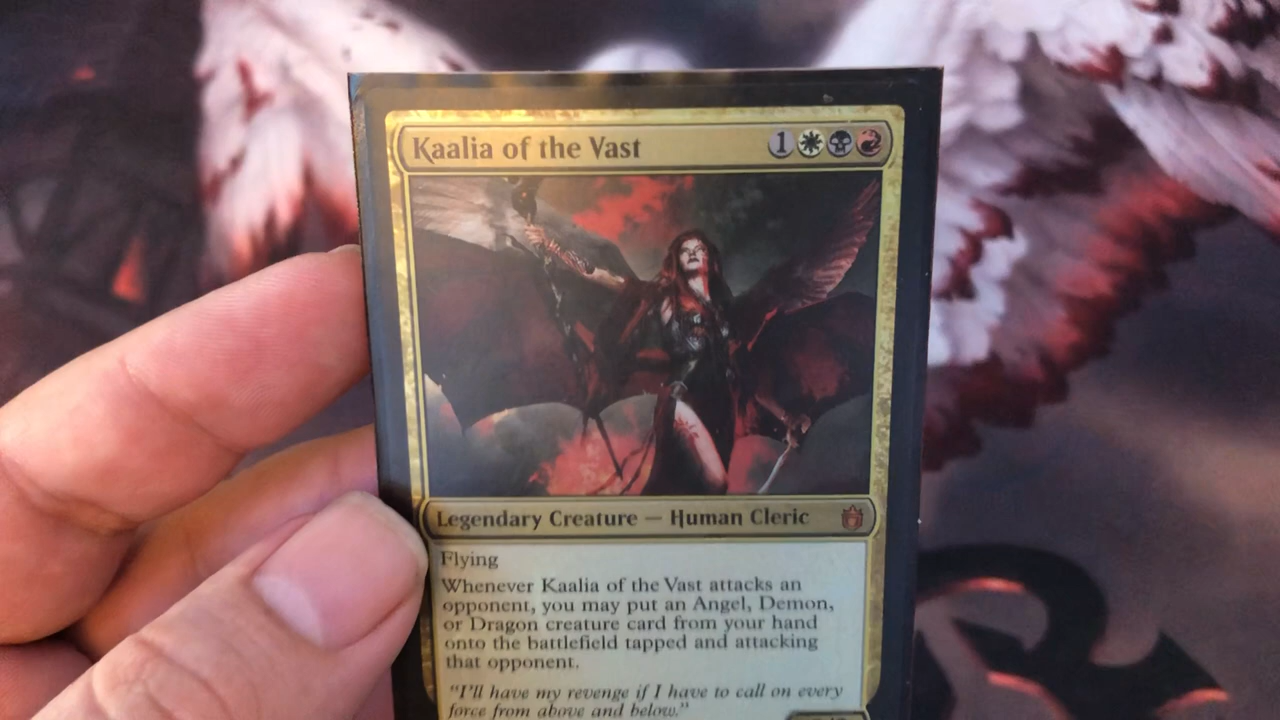 Kaalia of the Vast 1
Legendary Creature — Human Cleric
Flying
Whenever Kaalia of the Vast attacks an
opponent, you may put an Angel, Demon,
or Dragon creature card from your hand
onto the battlefield tapped and attacking
that opponent.
"I'll have my revenge if I have to call on every
force from above and below."